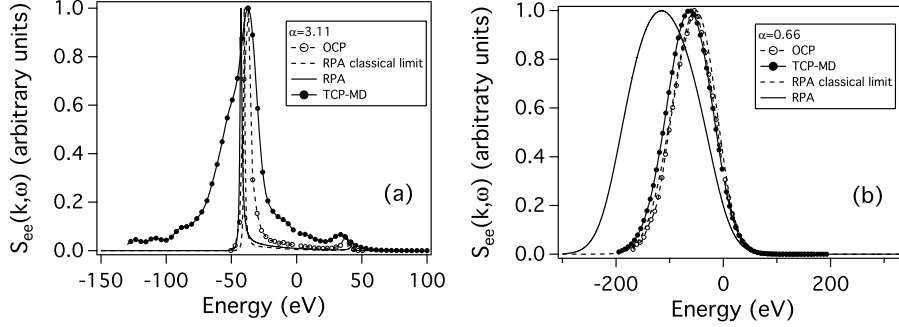 S_ee(k,ω) (arbitrary units)
1.0
0.8
0.6
0.4
0.2
0.0
α=3.11
OCP
RPA classical limit
RPA
TCP-MD
(a)
-150 -100 -50 0 50 100
Energy (eV)
S_ee(k,ω) (arbitraty units)
1.0
0.8
0.6
0.4
0.2
0.0
α=0.66
OCP
TCP-MD
RPA classical limit
RPA
(b)
-200 0 200
Energy (eV)